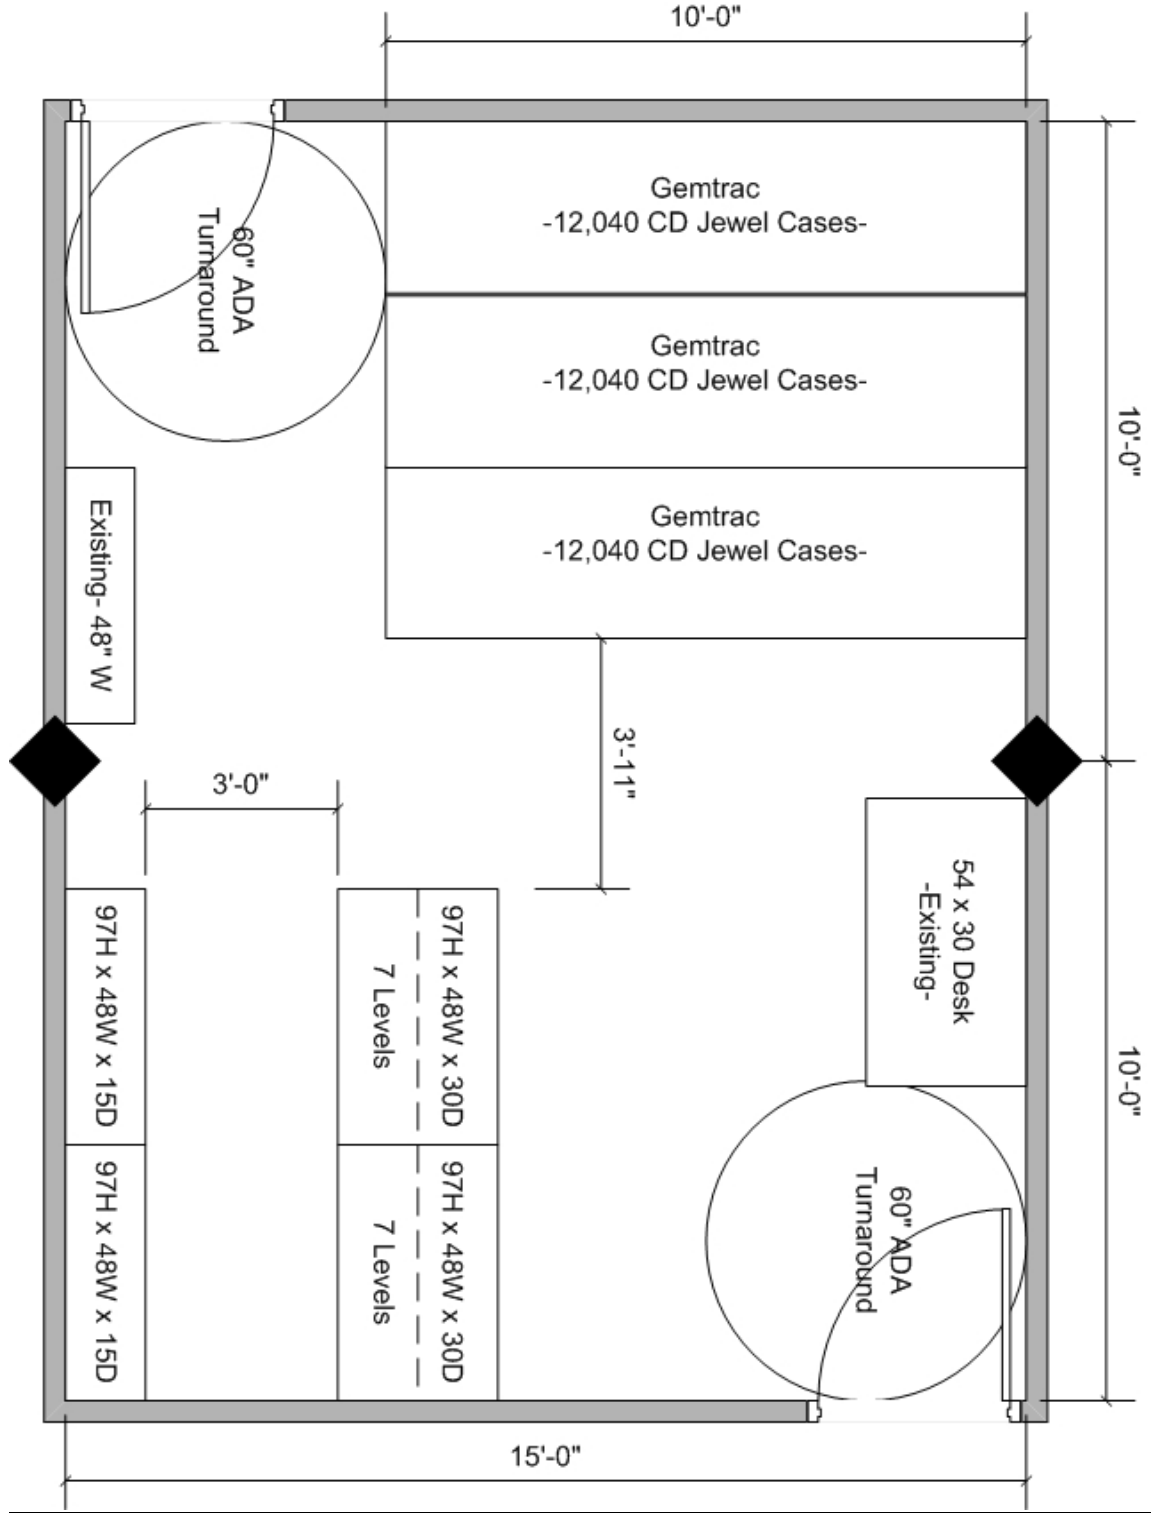 10'-0"
Gemtrac
-12,040 CD Jewel Cases-
60" ADA
Turnaround
Gemtrac
-12,040 CD Jewel Cases-
10'-0"
Gemtrac
-12,040 CD Jewel Cases-
Existing- 48" W
3'-11"
3'-0"
54 x 30 Desk
-Existing-
97H x 48W x 15D
97H x 48W x 30D
7 Levels
10'-0"
97H x 48W x 15D
97H x 48W x 30D
7 Levels
60" ADA
Turnaround
15'-0"